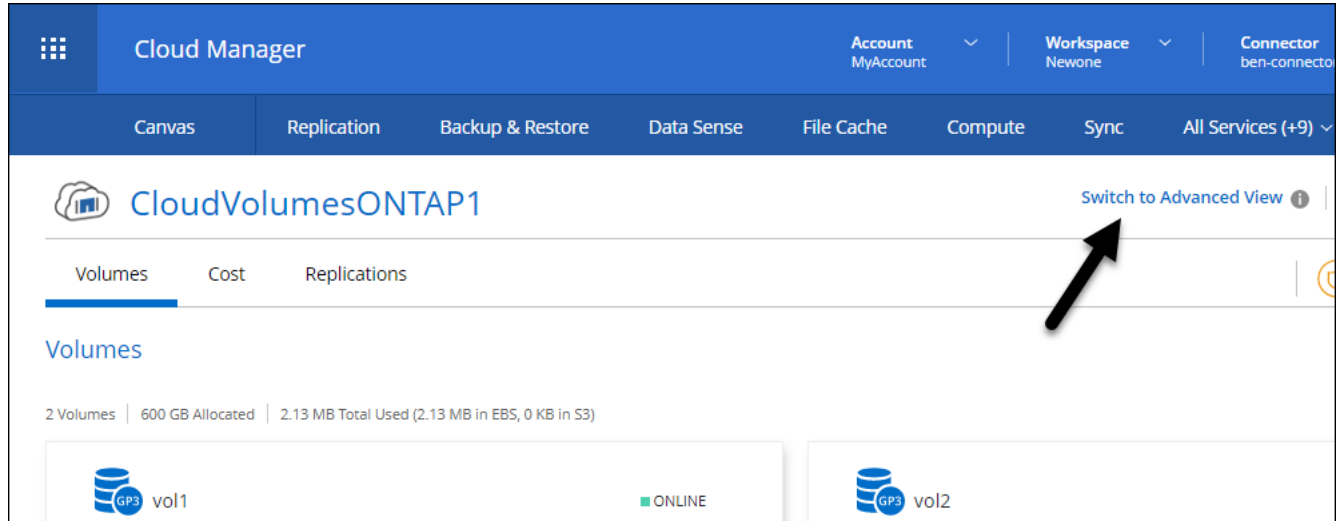 Cloud Manager
Account
MyAccount
Workspace
Newone
Connector
ben-connector
Canvas Replication Backup & Restore Data Sense File Cache Compute Sync All Services (+9)
CloudVolumesONTAP1
Switch to Advanced View
Volumes Cost Replications
Volumes
2 Volumes | 600 GB Allocated | 2.13 MB Total Used (2.13 MB in EBS, 0 KB in S3)
GP3 vol1 ONLINE
GP3 vol2